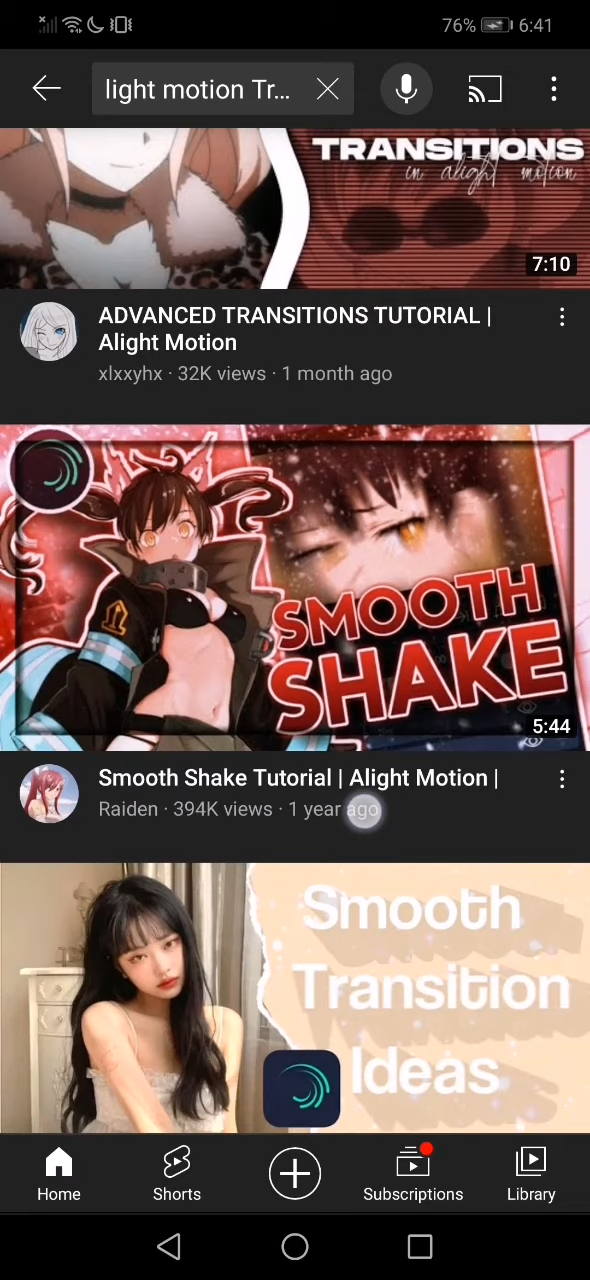 76% 6:41
light motion Tr...
TRANSITIONS
in alight motion
7:10
ADVANCED TRANSITIONS TUTORIAL |
Alight Motion
xlxxyhx · 32K views · 1 month ago
SMOOTH
SHAKE
5:44
Smooth Shake Tutorial | Alight Motion |
Raiden · 394K views · 1 year ago
Smooth
Transition
Ideas
Home
Shorts
Subscriptions
Library